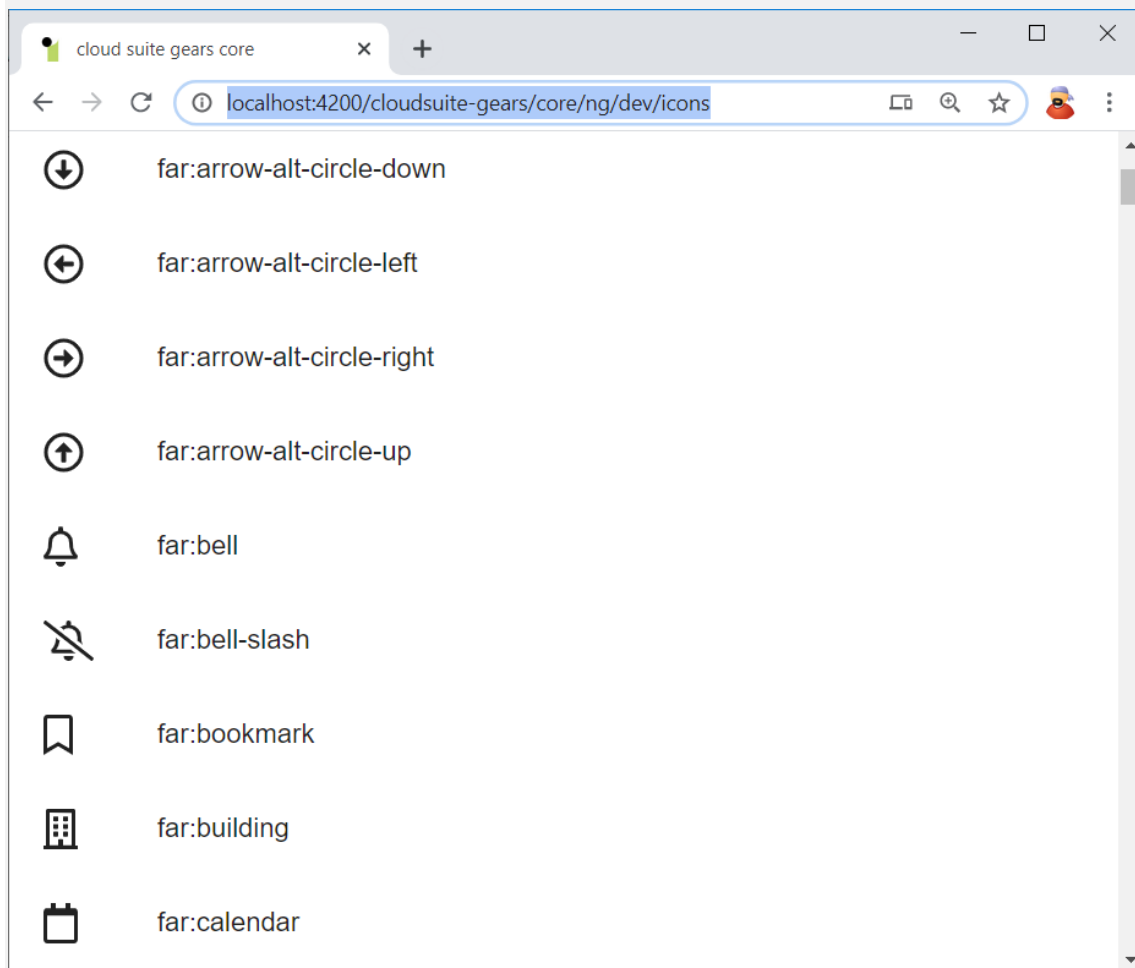 cloud suite gears core
localhost:4200/cloudsuite-gears/core/ng/dev/icons
far:arrow-alt-circle-down
far:arrow-alt-circle-left
far:arrow-alt-circle-right
far:arrow-alt-circle-up
far:bell
far:bell-slash
far:bookmark
far:building
far:calendar